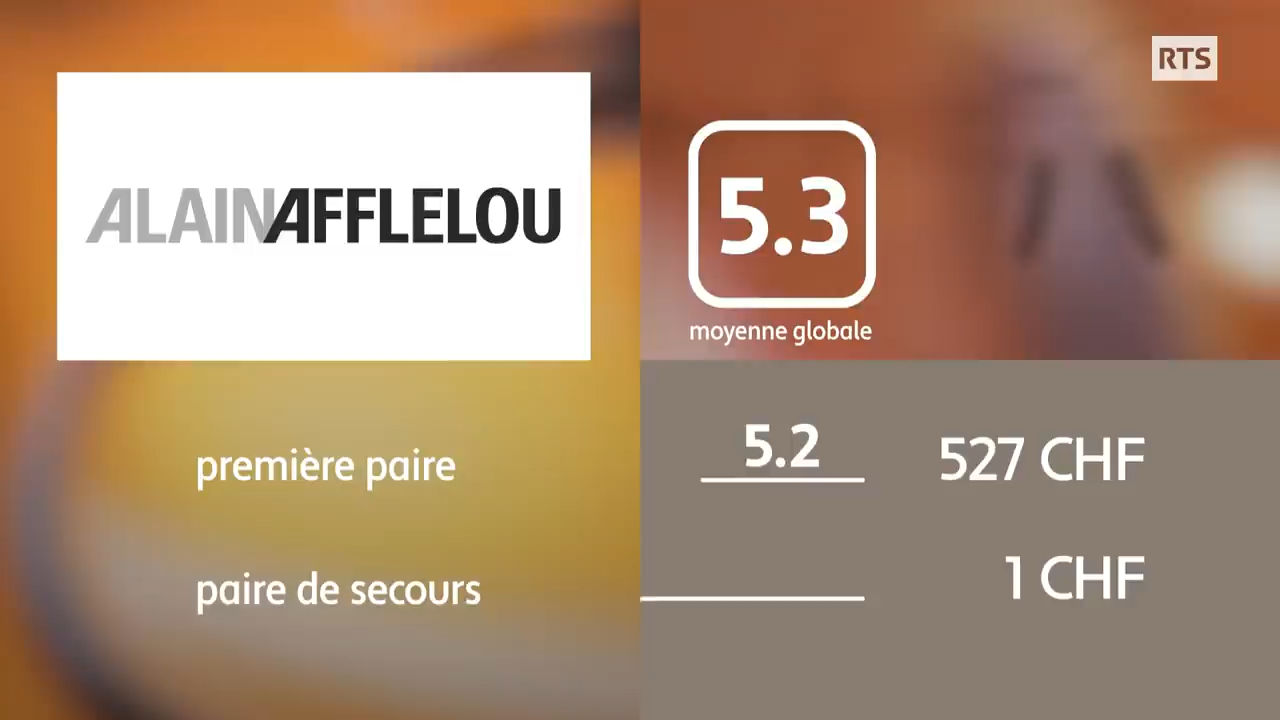 RTS
ALAINAFFLELOU
5.3
moyenne globale
première paire 5.2 527 CHF
paire de secours 1 CHF